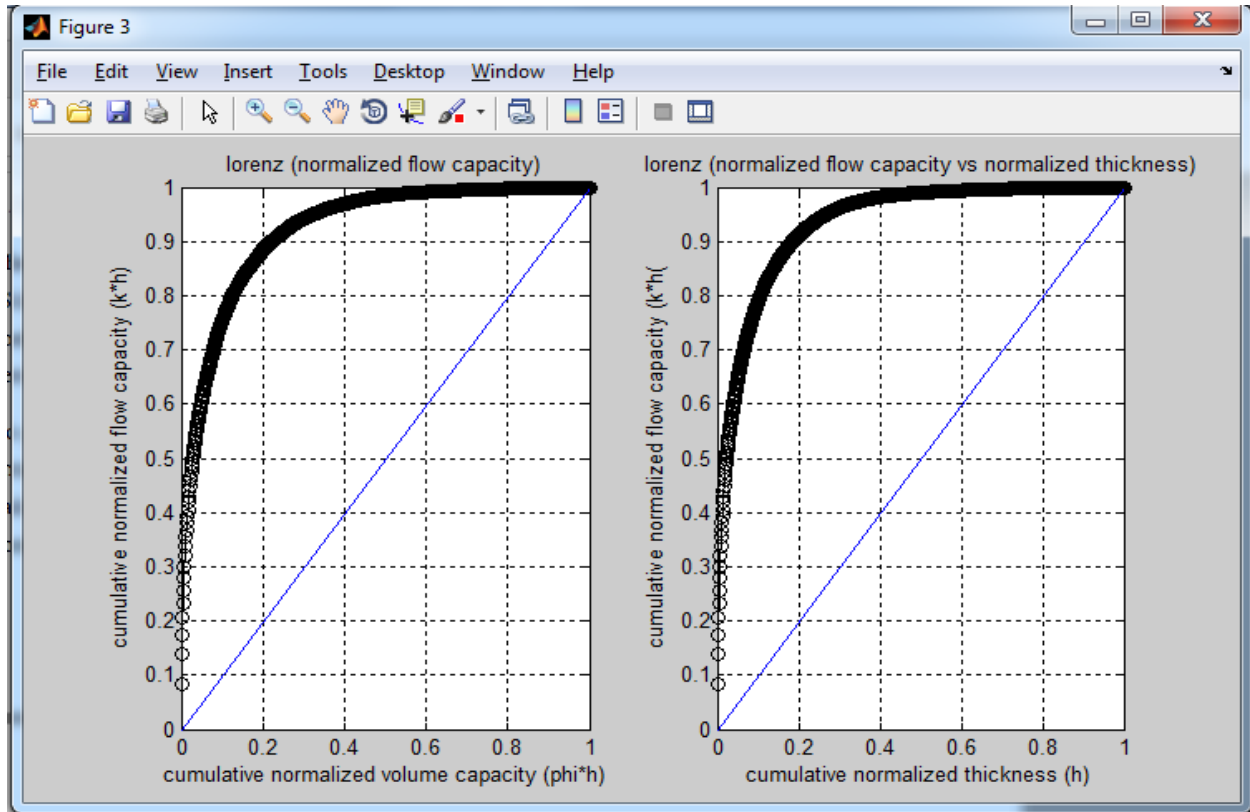 Figure 3
File Edit View Insert Tools Desktop Window Help
lorenz (normalized flow capacity)
cumulative normalized flow capacity (k*h)
1
0.9
0.8
0.7
0.6
0.5
0.4
0.3
0.2
0.1
0
0 0.2 0.4 0.6 0.8 1
cumulative normalized volume capacity (phi*h)
lorenz (normalized flow capacity vs normalized thickness)
cumulative normalized flow capacity (k*h(
1
0.9
0.8
0.7
0.6
0.5
0.4
0.3
0.2
0.1
0
0 0.2 0.4 0.6 0.8 1
cumulative normalized thickness (h)